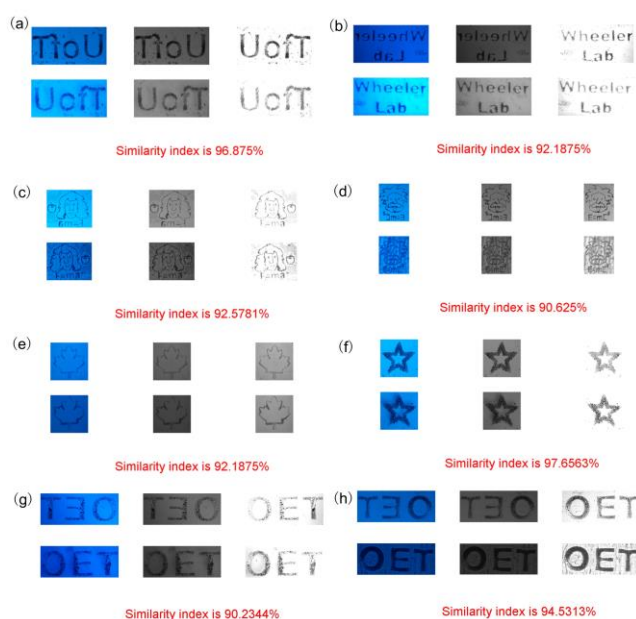 (a)
UofT UofT UofT
UofT UofT UofT
Similarity index is 96.875%
(b)
Wheeler Wheeler Wheeler
Lab Lab Lab
Wheeler Wheeler Wheeler
Lab Lab Lab
Similarity index is 92.1875%
(c)
Similarity index is 92.5781%
(d)
Similarity index is 90.625%
(e)
Similarity index is 92.1875%
(f)
Similarity index is 97.6563%
(g)
OET OET OET
OET OET OET
Similarity index is 90.2344%
(h)
OET OET OET
OET OET OET
Similarity index is 94.5313%